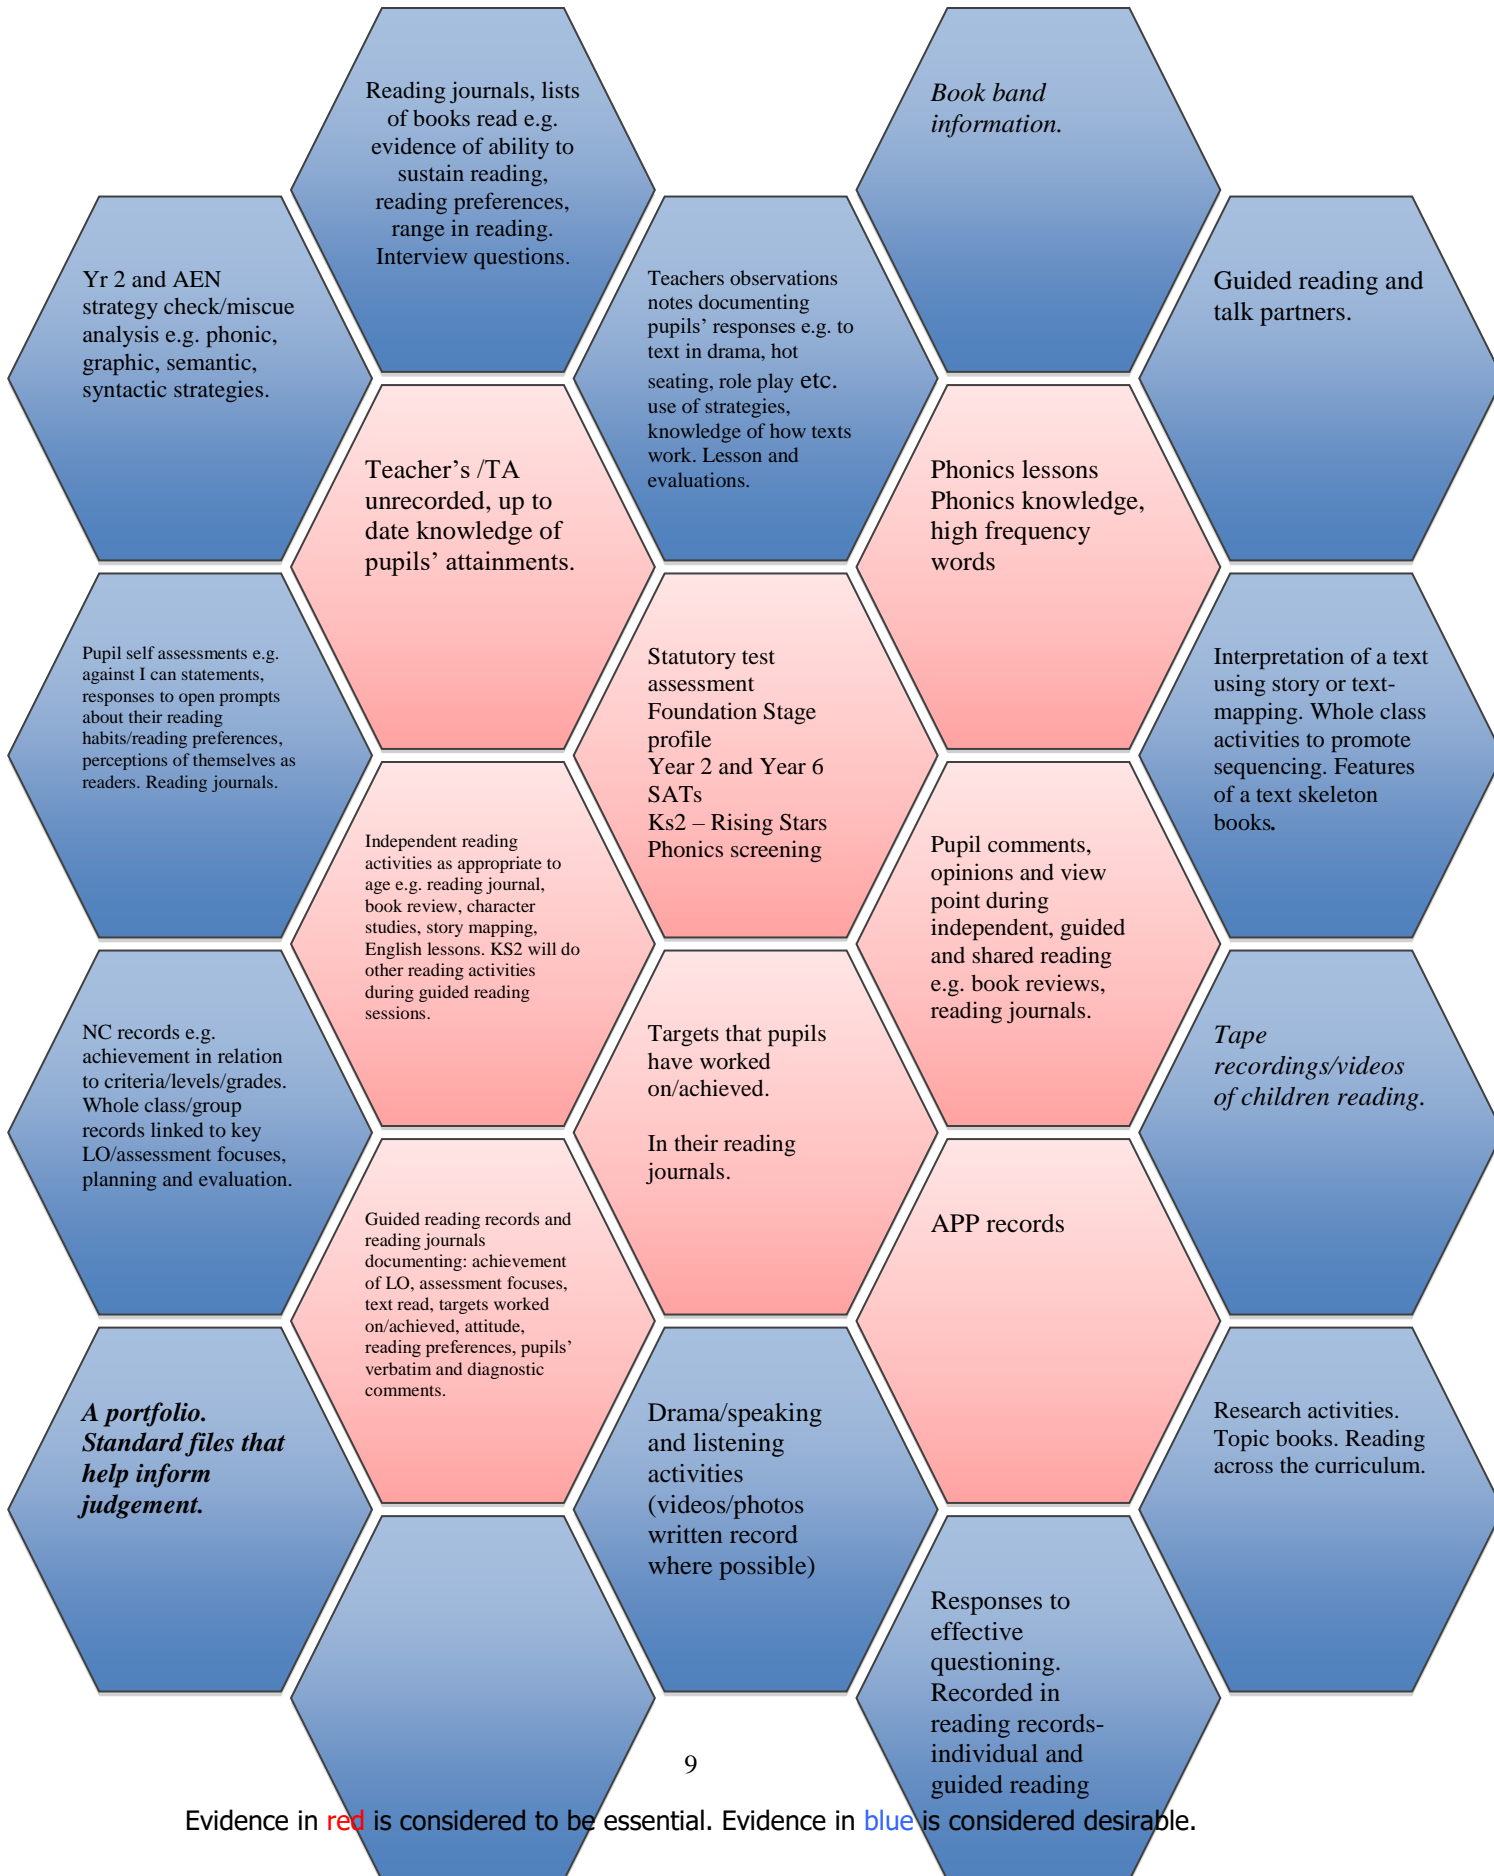 Reading journals, lists
of books read e.g.
evidence of ability to
sustain reading,
reading preferences,
range in reading.
Interview questions.
Book band
information.
Yr 2 and AEN
strategy check/miscue
analysis e.g. phonic,
graphic, semantic,
syntactic strategies.
Teachers observations
notes documenting
pupils’ responses e.g. to
text in drama, hot
seating, role play etc.
use of strategies,
knowledge of how texts
work. Lesson and
evaluations.
Guided reading and
talk partners.
Teacher’s /TA
unrecorded, up to
date knowledge of
pupils’ attainments.
Phonics lessons
Phonics knowledge,
high frequency
words
Pupil self assessments e.g.
against I can statements,
responses to open prompts
about their reading
habits/reading preferences,
perceptions of themselves as
readers. Reading journals.
Statutory test
assessment
Foundation Stage
profile
Year 2 and Year 6
SATs
Ks2 – Rising Stars
Phonics screening
Interpretation of a text
using story or text-
mapping. Whole class
activities to promote
sequencing. Features
of a text skeleton
books.
Independent reading
activities as appropriate to
age e.g. reading journal,
book review, character
studies, story mapping,
English lessons. KS2 will do
other reading activities
during guided reading
sessions.
Pupil comments,
opinions and view
point during
independent, guided
and shared reading
e.g. book reviews,
reading journals.
NC records e.g.
achievement in relation
to criteria/levels/grades.
Whole class/group
records linked to key
LO/assessment focuses,
planning and evaluation.
Targets that pupils
have worked
on/achieved.
In their reading
journals.
Tape
recordings/videos
of children reading.
Guided reading records and
reading journals
documenting: achievement
of LO, assessment focuses,
text read, targets worked
on/achieved, attitude,
reading preferences, pupils’
verbatim and diagnostic
comments.
APP records
A portfolio.
Standard files that
help inform
judgement.
Drama/speaking
and listening
activities
(videos/photos
written record
where possible)
Research activities.
Topic books. Reading
across the curriculum.
Responses to
effective
questioning.
Recorded in
reading records-
individual and
guided reading
9
Evidence in red is considered to be essential. Evidence in blue is considered desirable.